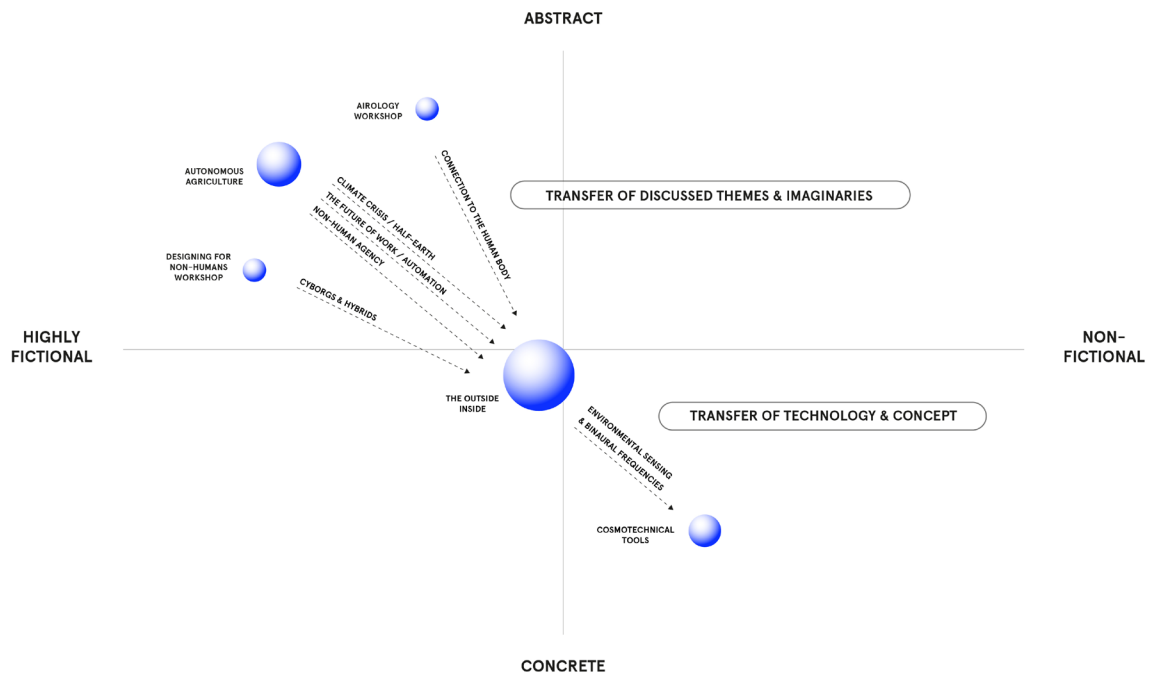 ABSTRACT
AIROLOGY
WORKSHOP
AUTONOMOUS
AGRICULTURE
CONNECTION TO THE HUMAN BODY
TRANSFER OF DISCUSSED THEMES & IMAGINARIES
CLIMATE CRISIS / HALF-EARTH
THE FUTURE OF WORK / AUTOMATION
NON-HUMAN AGENCY
DESIGNING FOR
NON-HUMANS
WORKSHOP
CYBORGS & HYBRIDS
HIGHLY
FICTIONAL
NON-
FICTIONAL
THE OUTSIDE
INSIDE
TRANSFER OF TECHNOLOGY & CONCEPT
ENVIRONMENTAL SENSING
& BINAURAL FREQUENCIES
COSMOTECHNICAL
TOOLS
CONCRETE